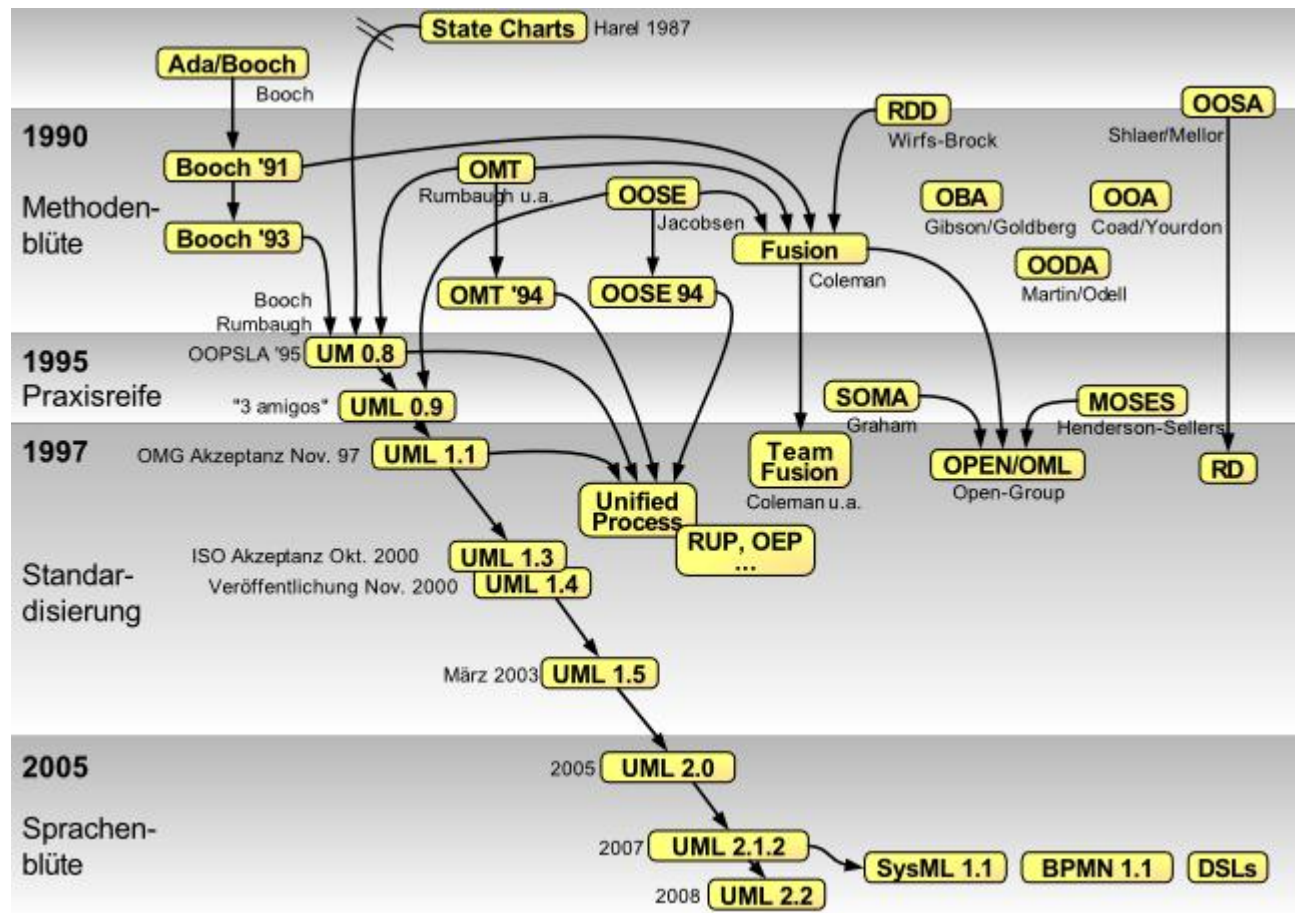 State Charts
Harel 1987
Ada/Booch
Booch
RDD
Wirfs-Brock
OOSA
Shlaer/Mellor
1990
Methoden-
blüte
Booch '91
OMT
Rumbaugh u.a.
OOSE
Jacobsen
OBA
Gibson/Goldberg
OOA
Coad/Yourdon
Booch '93
Fusion
Coleman
OODA
Martin/Odell
OMT '94
OOSE 94
Booch
Rumbaugh
OOPSLA '95
UM 0.8
1995
Praxisreife
"3 amigos"
UML 0.9
SOMA
Graham
MOSES
Henderson-Sellers
1997
OMG Akzeptanz Nov. 97
UML 1.1
Team
Fusion
Coleman u.a.
OPEN/OML
Open-Group
RD
Unified
Process
RUP, OEP
...
Standar-
disierung
ISO Akzeptanz Okt. 2000
UML 1.3
Veröffentlichung Nov. 2000
UML 1.4
März 2003
UML 1.5
2005
Sprachen-
blüte
2005
UML 2.0
2007
UML 2.1.2
SysML 1.1
BPMN 1.1
DSLs
2008
UML 2.2